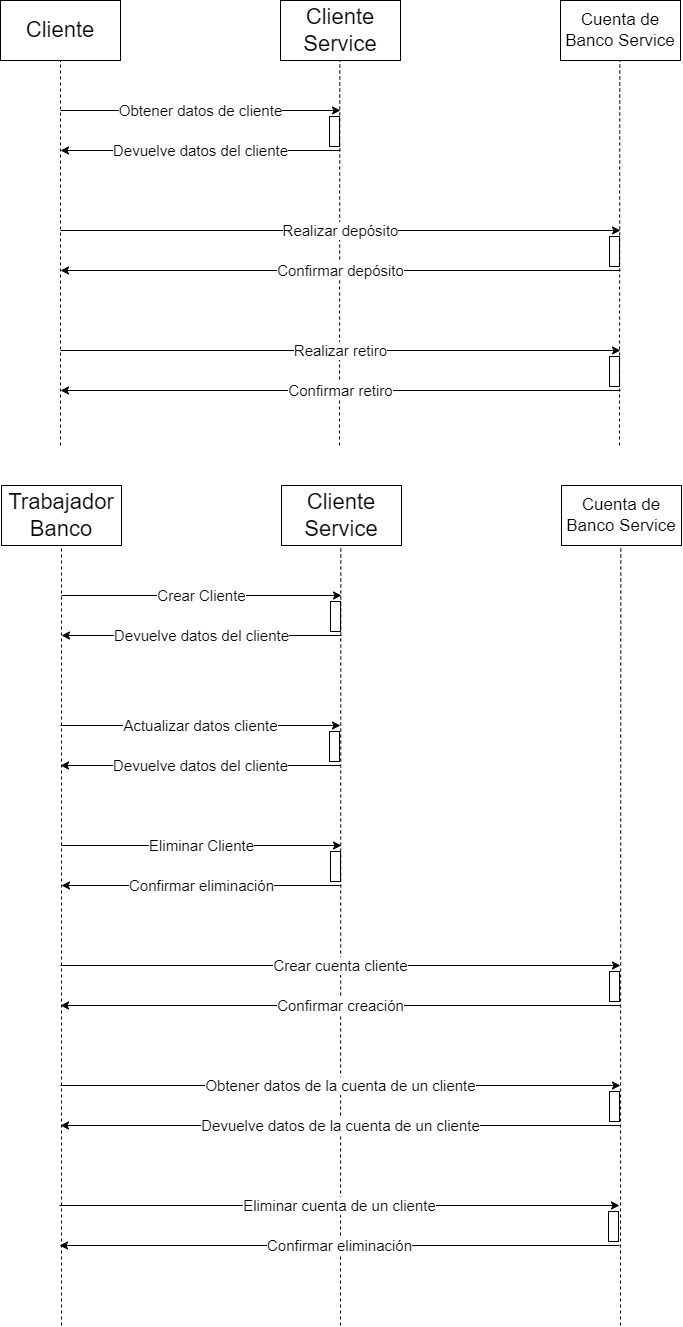 Cliente
Cliente
Service
Cuenta de
Banco Service
Obtener datos de cliente
Devuelve datos del cliente
Realizar depósito
Confirmar depósito
Realizar retiro
Confirmar retiro
Trabajador
Banco
Cliente
Service
Cuenta de
Banco Service
Crear Cliente
Devuelve datos del cliente
Actualizar datos cliente
Devuelve datos del cliente
Eliminar Cliente
Confirmar eliminación
Crear cuenta cliente
Confirmar creación
Obtener datos de la cuenta de un cliente
Devuelve datos de la cuenta de un cliente
Eliminar cuenta de un cliente
Confirmar eliminación